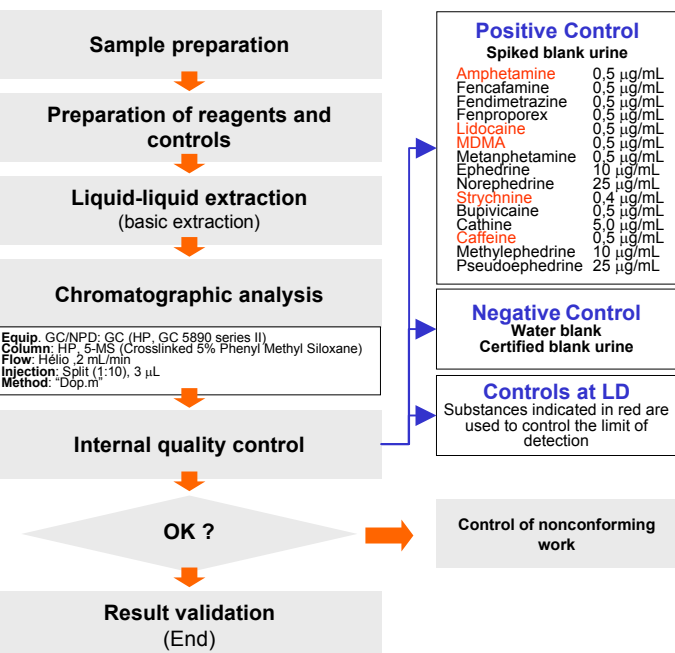 Sample preparation
Preparation of reagents and
controls
Liquid-liquid extraction
(basic extraction)
Chromatographic analysis
Equip. GC/NPD: GC (HP, GC 5890 series II)
Column: HP, 5-MS (Crosslinked 5% Phenyl Methyl Siloxane)
Flow: Hélio ,2 mL/min
Injection: Split (1:10), 3 μL
Method: “Dop.m”
Internal quality control
OK ?
Result validation
(End)
Positive Control
Spiked blank urine
Amphetamine 0,5 μg/mL
Fencafamine 0,5 μg/mL
Fendimetrazine 0,5 μg/mL
Fenproporex 0,5 μg/mL
Lidocaine 0,5 μg/mL
MDMA 0,5 μg/mL
Metanphetamine 0,5 μg/mL
Ephedrine 10 μg/mL
Norephedrine 25 μg/mL
Strychnine 0,4 μg/mL
Bupivicaine 0,5 μg/mL
Cathine 5,0 μg/mL
Caffeine 0,5 μg/mL
Methylephedrine 10 μg/mL
Pseudoephedrine 25 μg/mL
Negative Control
Water blank
Certified blank urine
Controls at LD
Substances indicated in red are
used to control the limit of
detection
Control of nonconforming
work